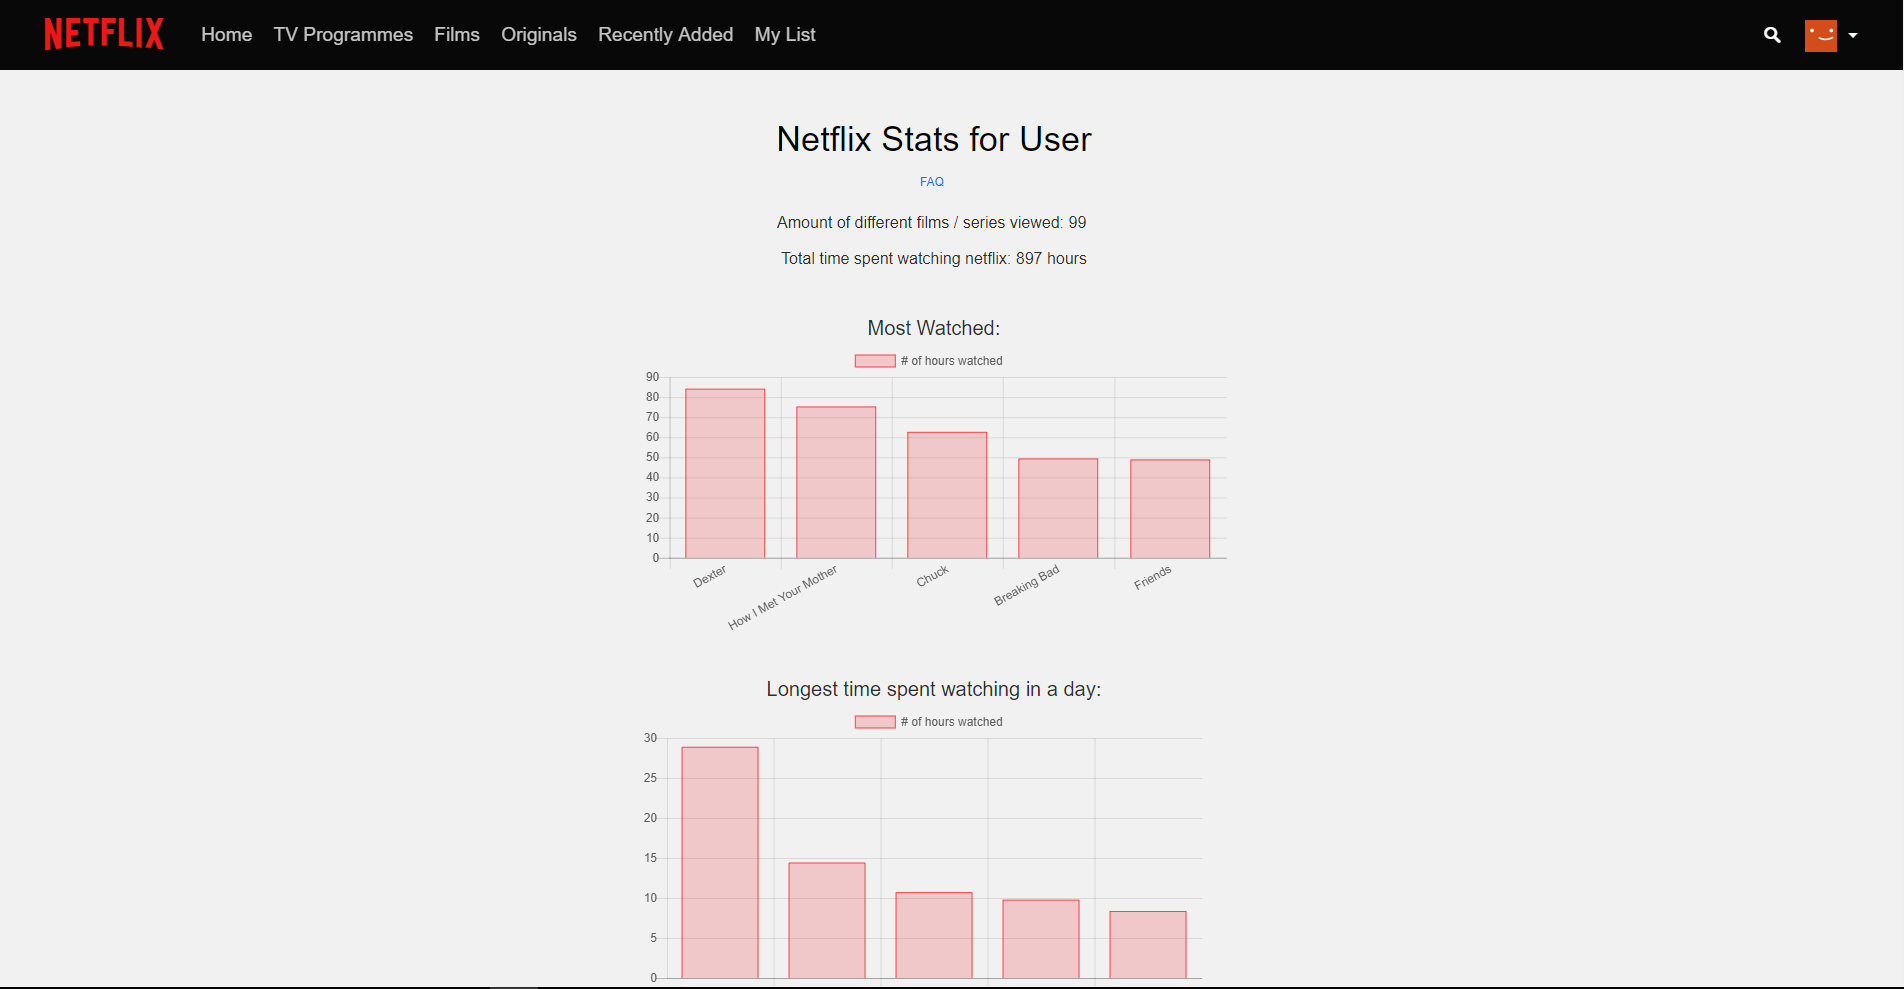 NETFLIX Home TV Programmes Films Originals Recently Added My List
Netflix Stats for User
FAQ
Amount of different films / series viewed: 99
Total time spent watching netflix: 897 hours
Most Watched:
# of hours watched
90
80
70
60
50
40
30
20
10
0
Dexter
How I Met Your Mother
Chuck
Breaking Bad
Friends
Longest time spent watching in a day:
# of hours watched
30
25
20
15
10
5
0